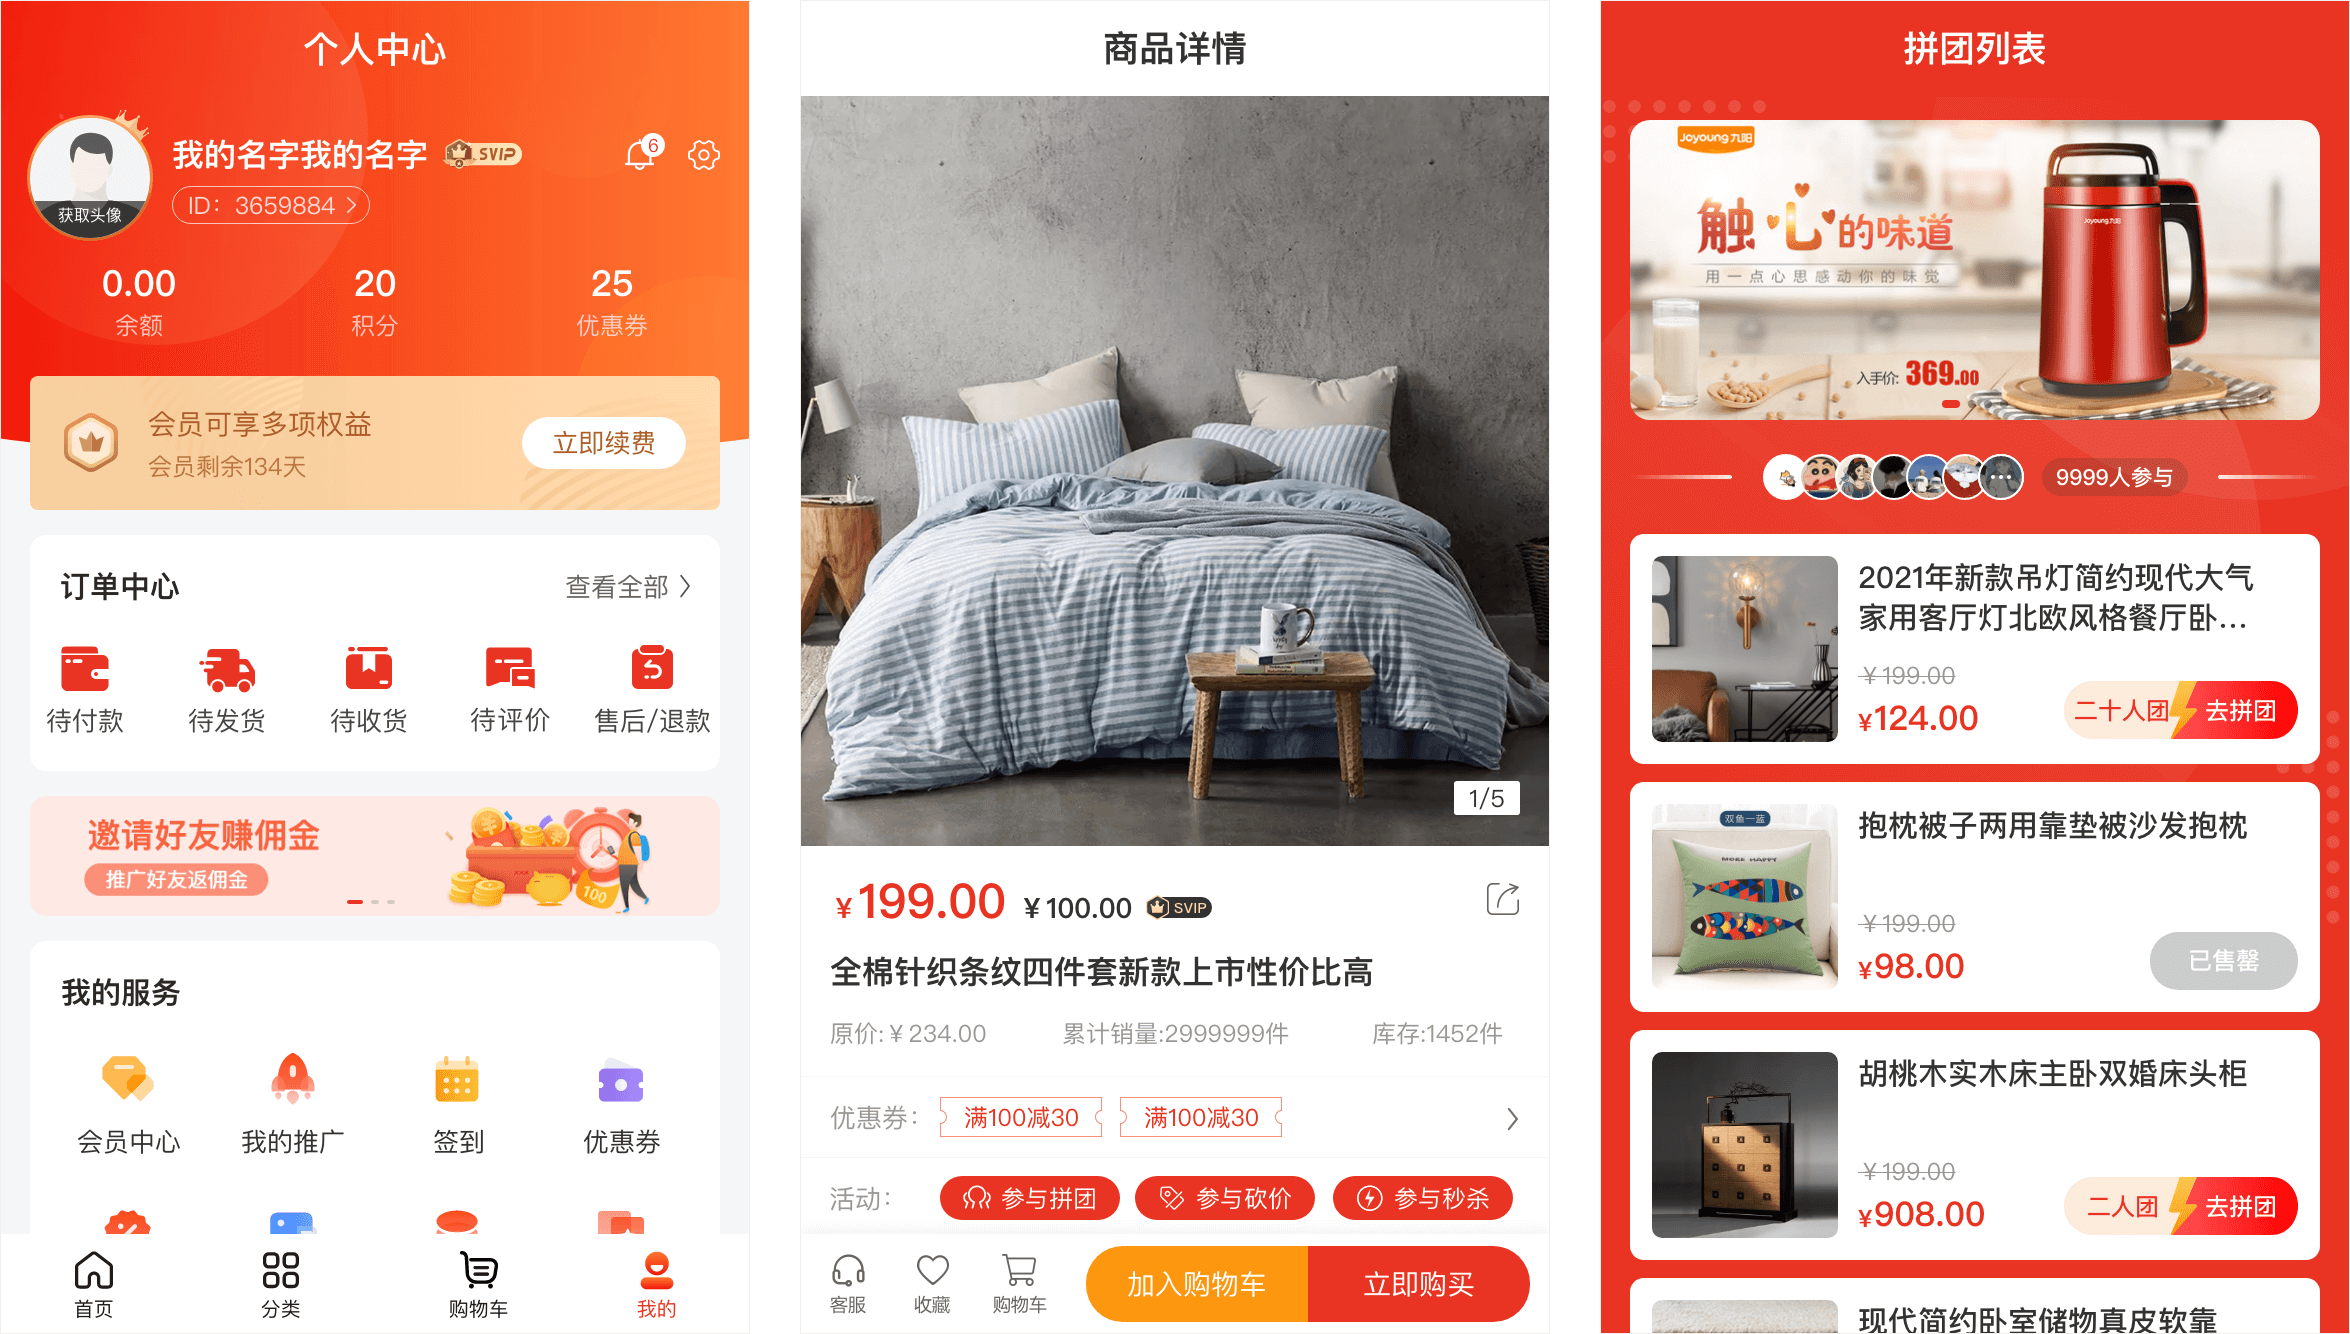 个人中心
我的名字我的名字
SVIP
6
获取头像
ID：3659884
0.00
余额
20
积分
25
优惠券
会员可享多项权益
会员剩余134天
立即续费
订单中心
查看全部
待付款
待发货
待收货
待评价
售后/退款
邀请好友赚佣金
推广好友返佣金
100
我的服务
会员中心
我的推广
签到
优惠券
首页
分类
购物车
我的
商品详情
1/5
¥199.00
¥100.00
SVIP
全棉针织条纹四件套新款上市性价比高
原价:¥234.00
累计销量:2999999件
库存:1452件
优惠券：
满100减30
满100减30
活动：
参与拼团
参与砍价
参与秒杀
客服
收藏
购物车
加入购物车
立即购买
拼团列表
Joyoung九阳
触心的味道
用一点心思感动你的味觉
Joyoung九阳
入手价: 369.00
9999人参与
2021年新款吊灯简约现代大气
家用客厅灯北欧风格餐厅卧...
¥199.00
¥124.00
二十人团
去拼团
双鱼一蓝
MORE HAPPY
抱枕被子两用靠垫被沙发抱枕
¥199.00
¥98.00
已售罄
胡桃木实木床主卧双婚床头柜
¥199.00
¥908.00
二人团
去拼团
现代简约卧室储物真皮软靠